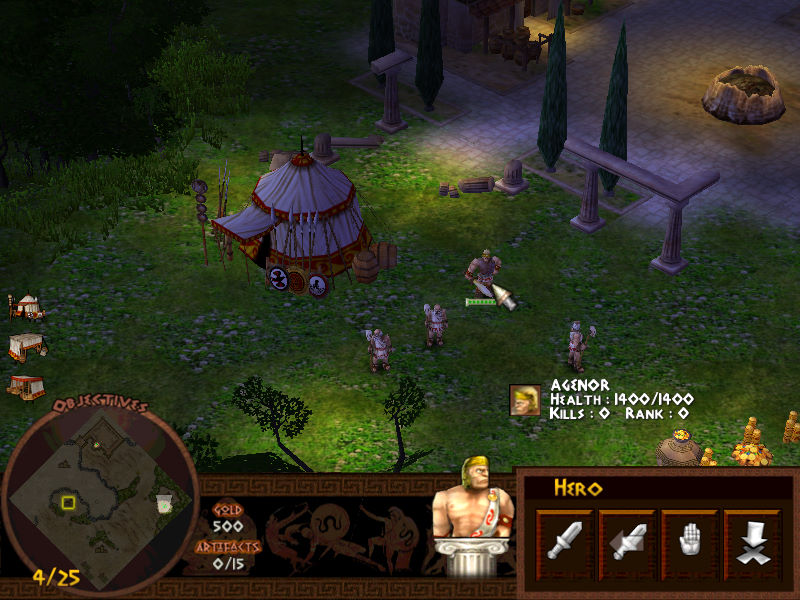 AGENOR
HEALTH : 1400/1400
KILLS : 0 RANK : 0
OBJECTIVES
HERO
GOLD
500
ARTIFACTS
0/15
4/25